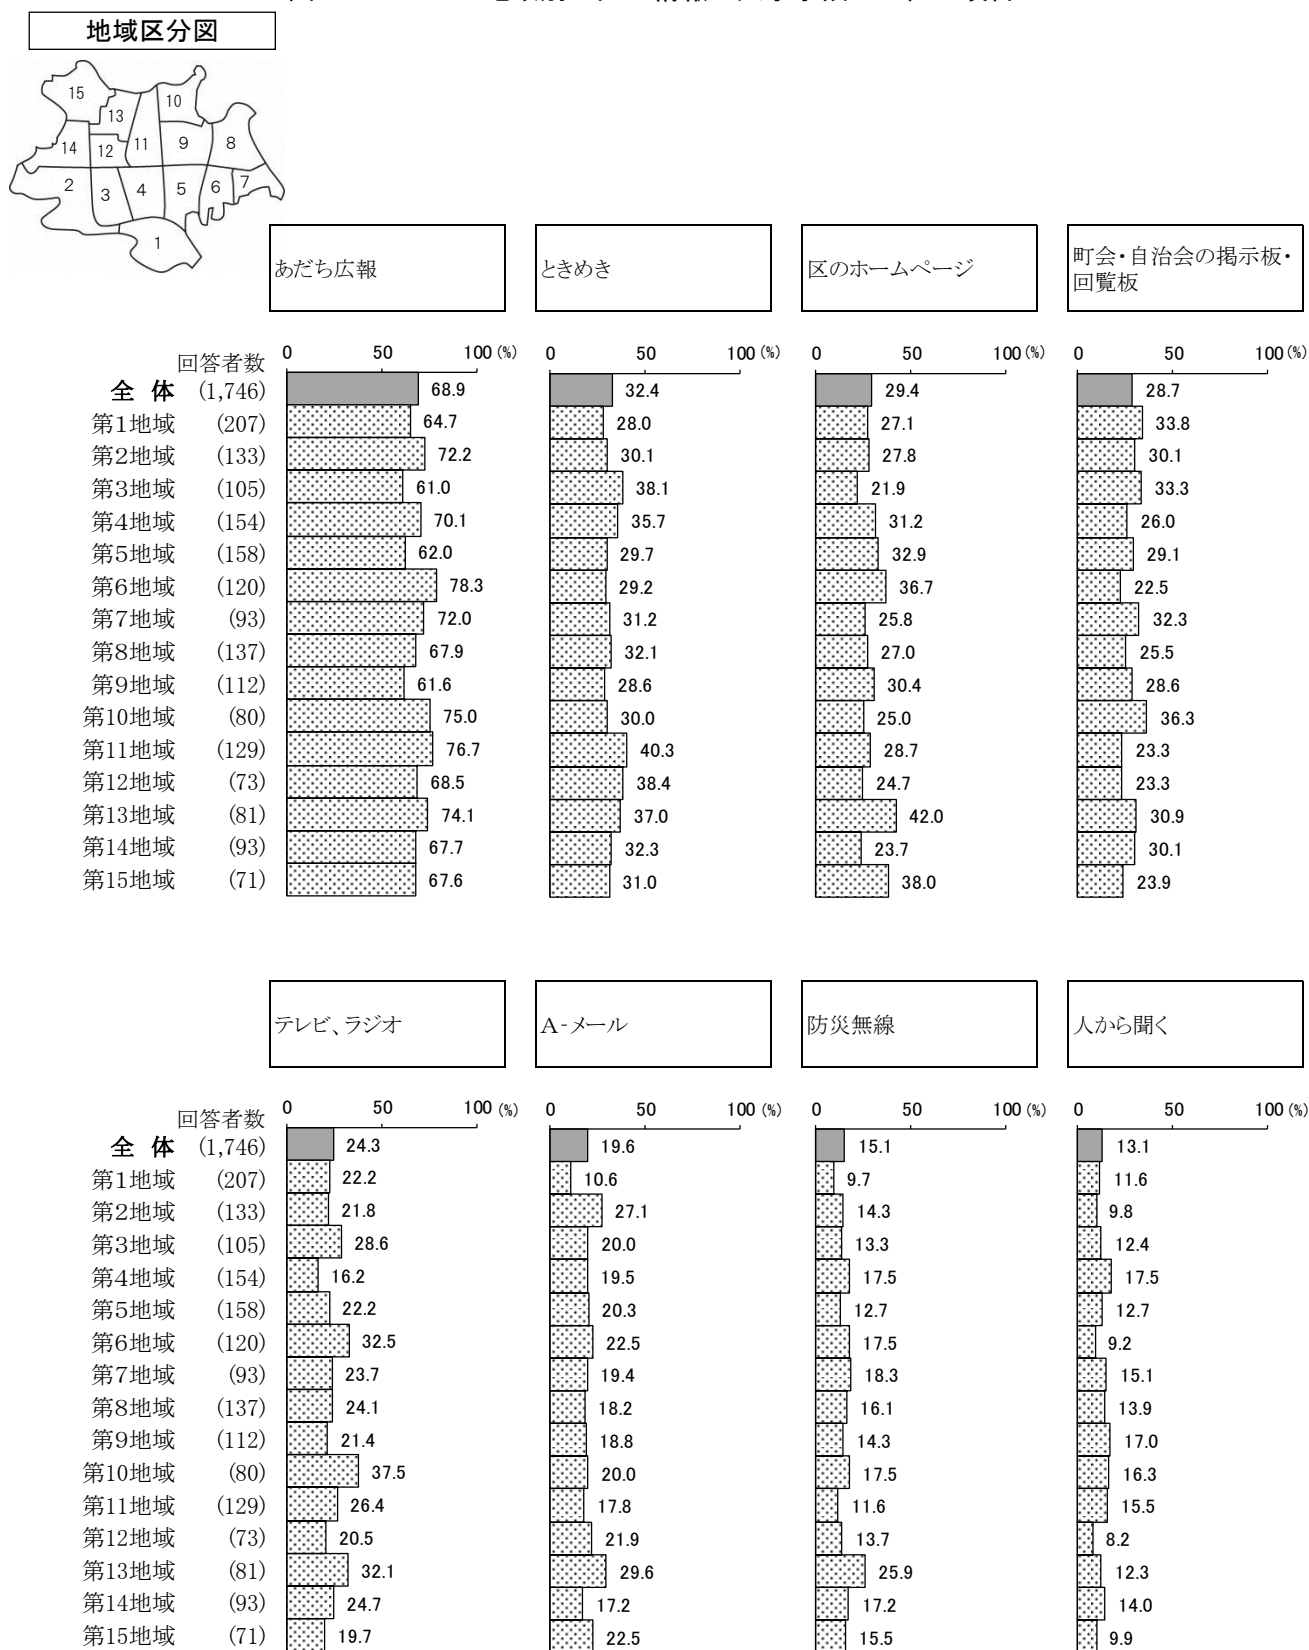 地域区分図
15
10
13
14
12
11
9
8
2
3
4
5
6
7
1
あだち広報
ときめき
区のホームページ
町会・自治会の掲示板・
回覧板
回答者数
0 50 100 (%) 0 50 100 (%) 0 50 100 (%) 0 50 100 (%)
全 体 (1,746) 68.9 32.4 29.4 28.7
第1地域 (207) 64.7 28.0 27.1 33.8
第2地域 (133) 72.2 30.1 27.8 30.1
第3地域 (105) 61.0 38.1 21.9 33.3
第4地域 (154) 70.1 35.7 31.2 26.0
第5地域 (158) 62.0 29.7 32.9 29.1
第6地域 (120) 78.3 29.2 36.7 22.5
第7地域 (93) 72.0 31.2 25.8 32.3
第8地域 (137) 67.9 32.1 27.0 25.5
第9地域 (112) 61.6 28.6 30.4 28.6
第10地域 (80) 75.0 30.0 25.0 36.3
第11地域 (129) 76.7 40.3 28.7 23.3
第12地域 (73) 68.5 38.4 24.7 23.3
第13地域 (81) 74.1 37.0 42.0 30.9
第14地域 (93) 67.7 32.3 23.7 30.1
第15地域 (71) 67.6 31.0 38.0 23.9
テレビ、ラジオ
A-メール
防災無線
人から聞く
回答者数
0 50 100 (%) 0 50 100 (%) 0 50 100 (%) 0 50 100 (%)
全 体 (1,746) 24.3 19.6 15.1 13.1
第1地域 (207) 22.2 10.6 9.7 11.6
第2地域 (133) 21.8 27.1 14.3 9.8
第3地域 (105) 28.6 20.0 13.3 12.4
第4地域 (154) 16.2 19.5 17.5 17.5
第5地域 (158) 22.2 20.3 12.7 12.7
第6地域 (120) 32.5 22.5 17.5 9.2
第7地域 (93) 23.7 19.4 18.3 15.1
第8地域 (137) 24.1 18.2 16.1 13.9
第9地域 (112) 21.4 18.8 14.3 17.0
第10地域 (80) 37.5 20.0 17.5 16.3
第11地域 (129) 26.4 17.8 11.6 15.5
第12地域 (73) 20.5 21.9 13.7 8.2
第13地域 (81) 32.1 29.6 25.9 12.3
第14地域 (93) 24.7 17.2 17.2 14.0
第15地域 (71) 19.7 22.5 15.5 9.9